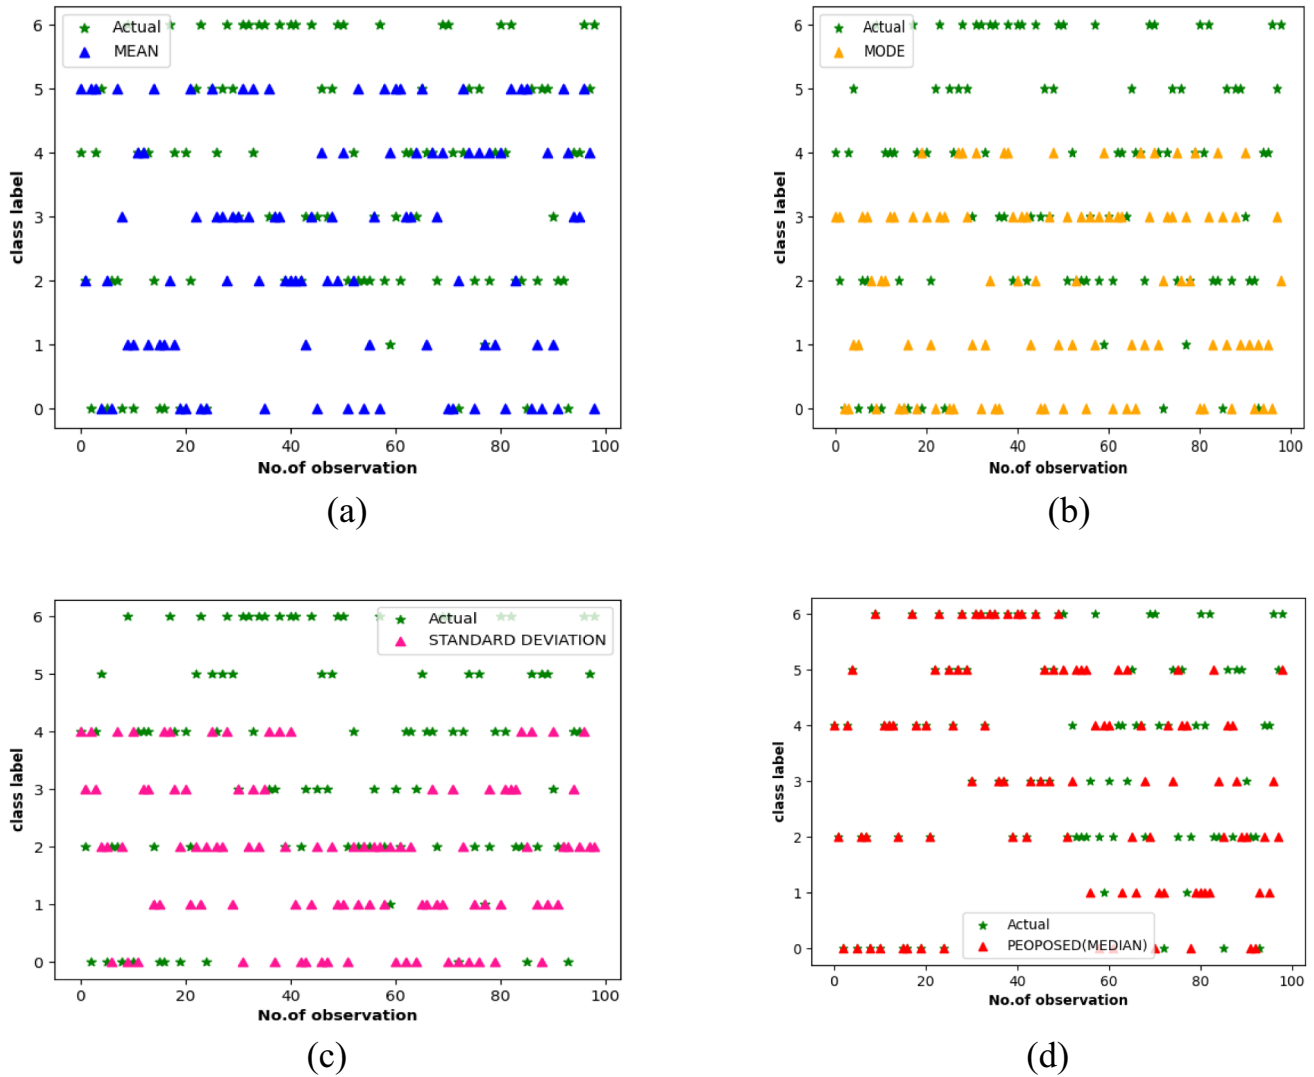 6
5
4
3
2
1
0
class label
Actual
MEAN
0 20 40 60 80 100
No.of observation
(a)
6
5
4
3
2
1
0
class label
Actual
MODE
0 20 40 60 80 100
No.of observation
(b)
6
5
4
3
2
1
0
class label
Actual
STANDARD DEVIATION
0 20 40 60 80 100
No.of observation
(c)
6
5
4
3
2
1
0
class label
Actual
PEOPOSED(MEDIAN)
0 20 40 60 80 100
No.of observation
(d)